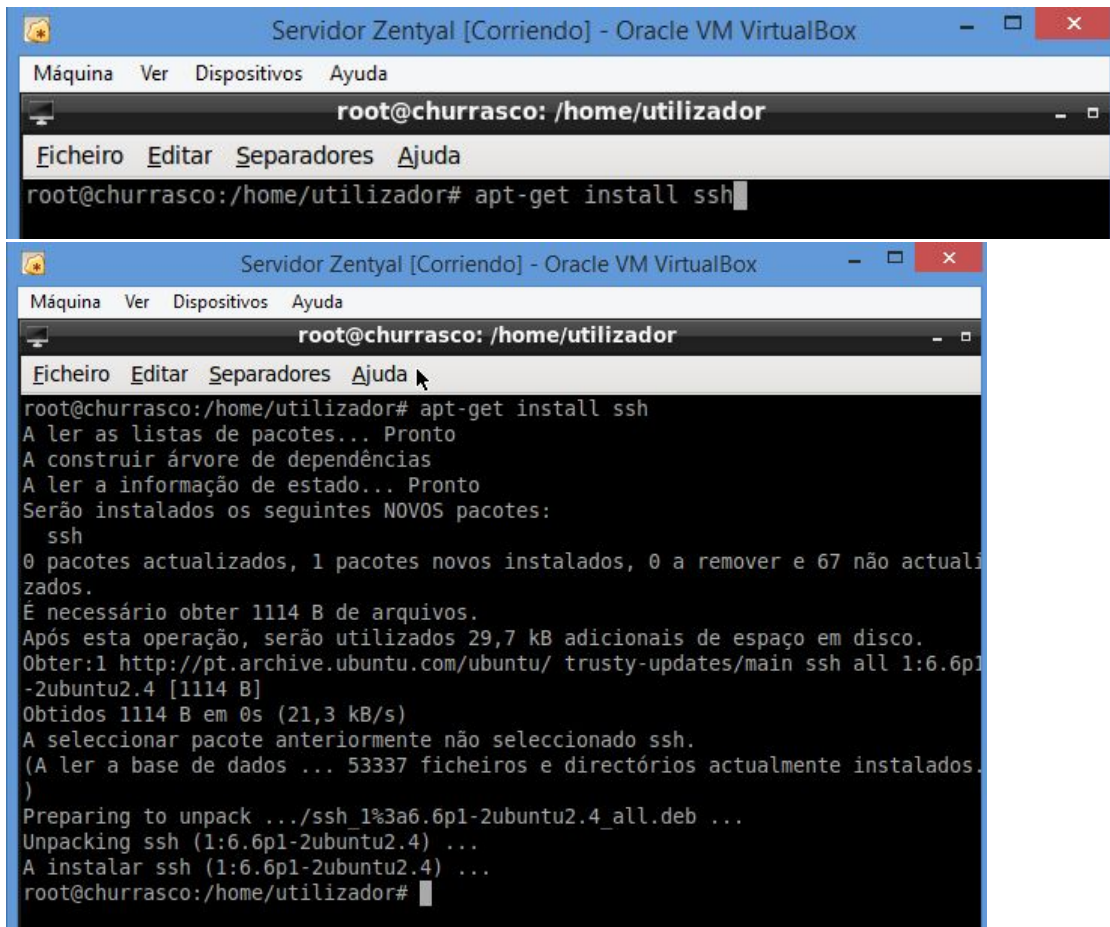 Servidor Zentyal [Corriendo] - Oracle VM VirtualBox
Máquina Ver Dispositivos Ayuda
root@churrasco: /home/utilizador
Ficheiro Editar Separadores Ajuda
root@churrasco:/home/utilizador# apt-get install ssh
Servidor Zentyal [Corriendo] - Oracle VM VirtualBox
Máquina Ver Dispositivos Ayuda
root@churrasco: /home/utilizador
Ficheiro Editar Separadores Ajuda
root@churrasco:/home/utilizador# apt-get install ssh
A ler as listas de pacotes... Pronto
A construir árvore de dependências
A ler a informação de estado... Pronto
Serão instalados os seguintes NOVOS pacotes:
ssh
0 pacotes actualizados, 1 pacotes novos instalados, 0 a remover e 67 não actuali
zados.
É necessário obter 1114 B de arquivos.
Após esta operação, serão utilizados 29,7 kB adicionais de espaço em disco.
Obter:1 http://pt.archive.ubuntu.com/ubuntu/ trusty-updates/main ssh all 1:6.6p1
-2ubuntu2.4 [1114 B]
Obtidos 1114 B em 0s (21,3 kB/s)
A seleccionar pacote anteriormente não seleccionado ssh.
(A ler a base de dados ... 53337 ficheiros e directórios actualmente instalados.
)
Preparing to unpack .../ssh_1%3a6.6p1-2ubuntu2.4_all.deb ...
Unpacking ssh (1:6.6p1-2ubuntu2.4) ...
A instalar ssh (1:6.6p1-2ubuntu2.4) ...
root@churrasco:/home/utilizador#